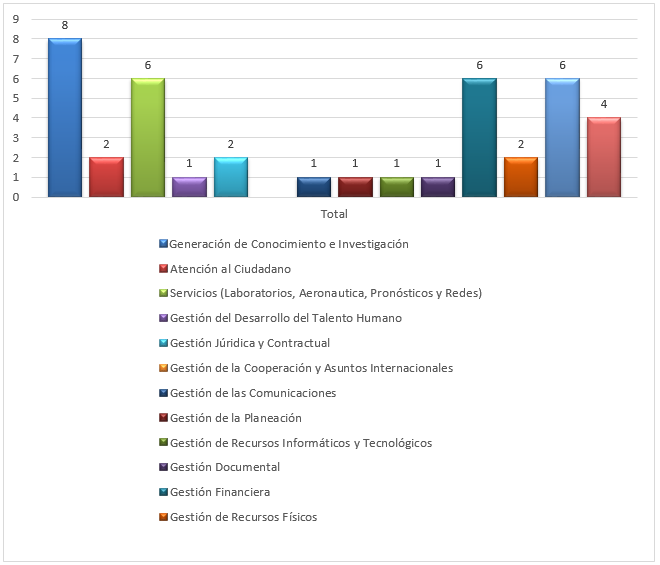 9
8
7
6
5
4
3
2
1
0
8
2
6
1
2
1
1
1
1
6
2
6
4
Total
Generación de Conocimiento e Investigación
Atención al Ciudadano
Servicios (Laboratorios, Aeronautica, Pronósticos y Redes)
Gestión del Desarrollo del Talento Humano
Gestión Júridica y Contractual
Gestión de la Cooperación y Asuntos Internacionales
Gestión de las Comunicaciones
Gestión de la Planeación
Gestión de Recursos Informáticos y Tecnológicos
Gestión Documental
Gestión Financiera
Gestión de Recursos Físicos